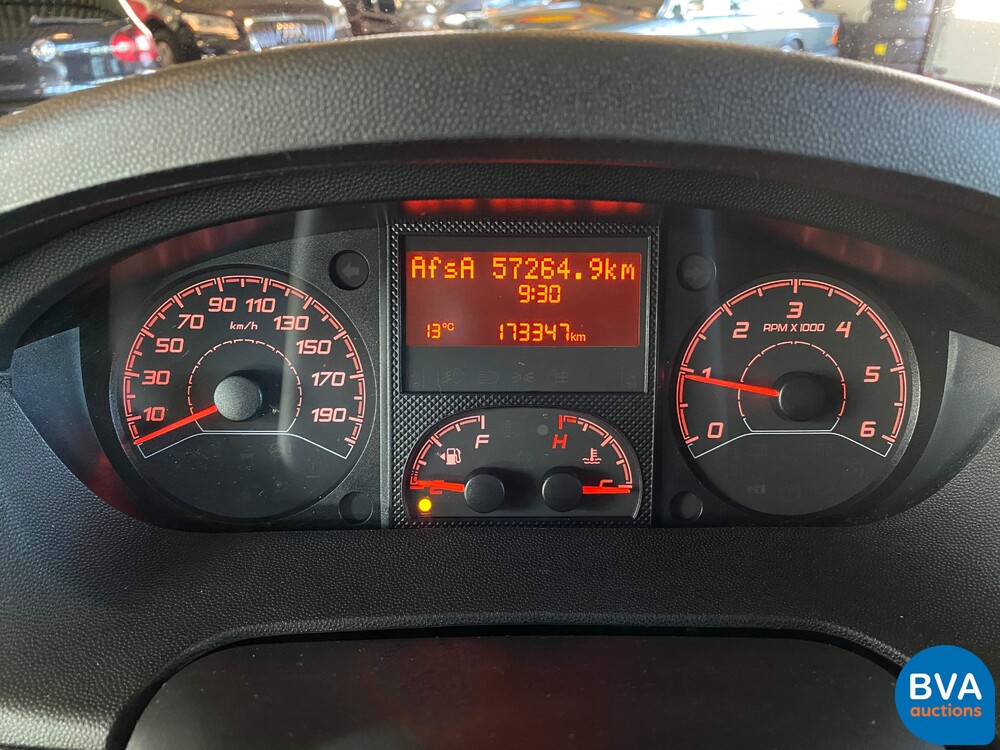 AfsA 57264.9km
9:30
13°C 173347km
10 30 50 70 90 110 130 150 170 190
km/h
0 1 2 3 4 5 6
RPM X 1000
E F
H C
BVA
auctions